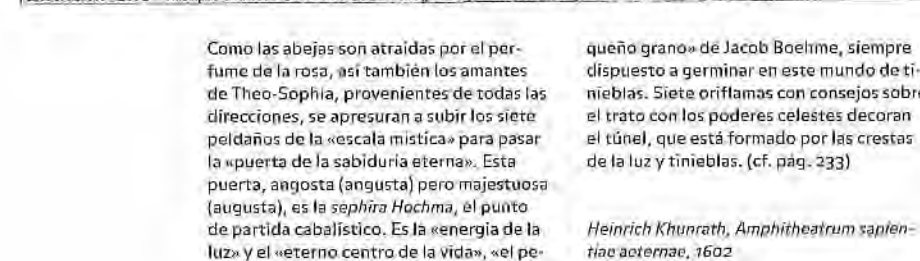 Como las abejas son atraídas por el per-
fume de la rosa, así también los amantes
de Theo-Sophia, provenientes de todas las
direcciones, se apresuran a subir los siete
peldaños de la «escala mística» para pasar
la «puerta de la sabiduría eterna». Esta
puerta, angosta (angusta) pero majestuosa
(augusta), es la sephira Hochma, el punto
de partida cabalístico. Es la «energía de la
luz» y el «eterno centro de la vida», «el pe-
queño grano» de Jacob Boehme, siempre
dispuesto a germinar en este mundo de ti-
nieblas. Siete oriflamas con consejos sobre
el trato con los poderes celestes decoran
el túnel, que está formado por las crestas
de la luz y tinieblas. (cf. pág. 233)
Heinrich Khunrath, Amphitheatrum sapien-
tiae aeternae, 1602